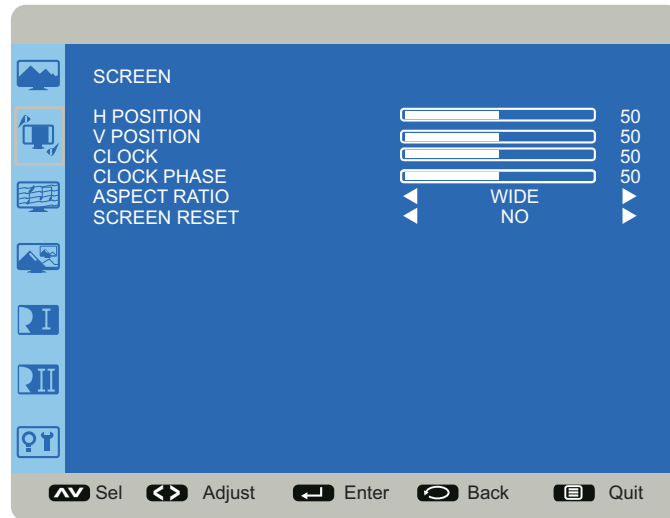 SCREEN
H POSITION 50
V POSITION 50
CLOCK 50
CLOCK PHASE 50
ASPECT RATIO WIDE
SCREEN RESET NO
I
II
Sel Adjust Enter Back Quit